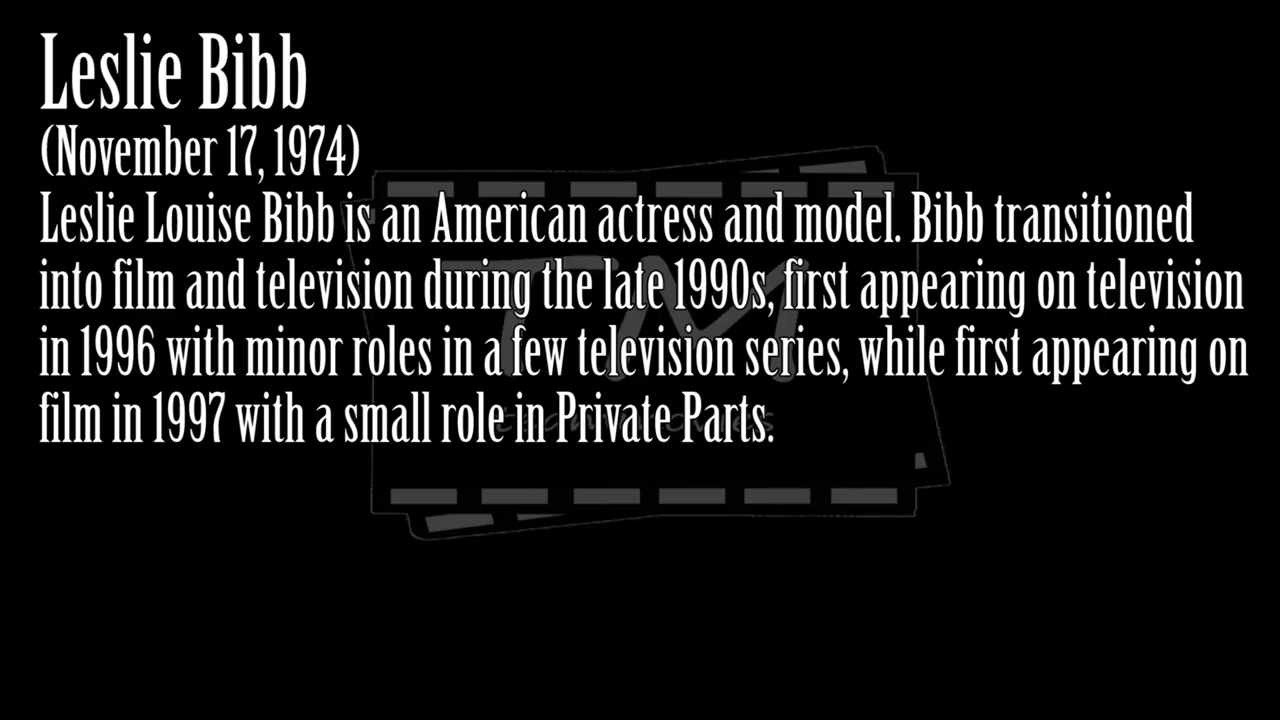 Leslie Bibb
(November 17, 1974)
Leslie Louise Bibb is an American actress and model. Bibb transitioned
into film and television during the late 1990s, first appearing on television
in 1996 with minor roles in a few television series, while first appearing on
film in 1997 with a small role in Private Parts.
TM